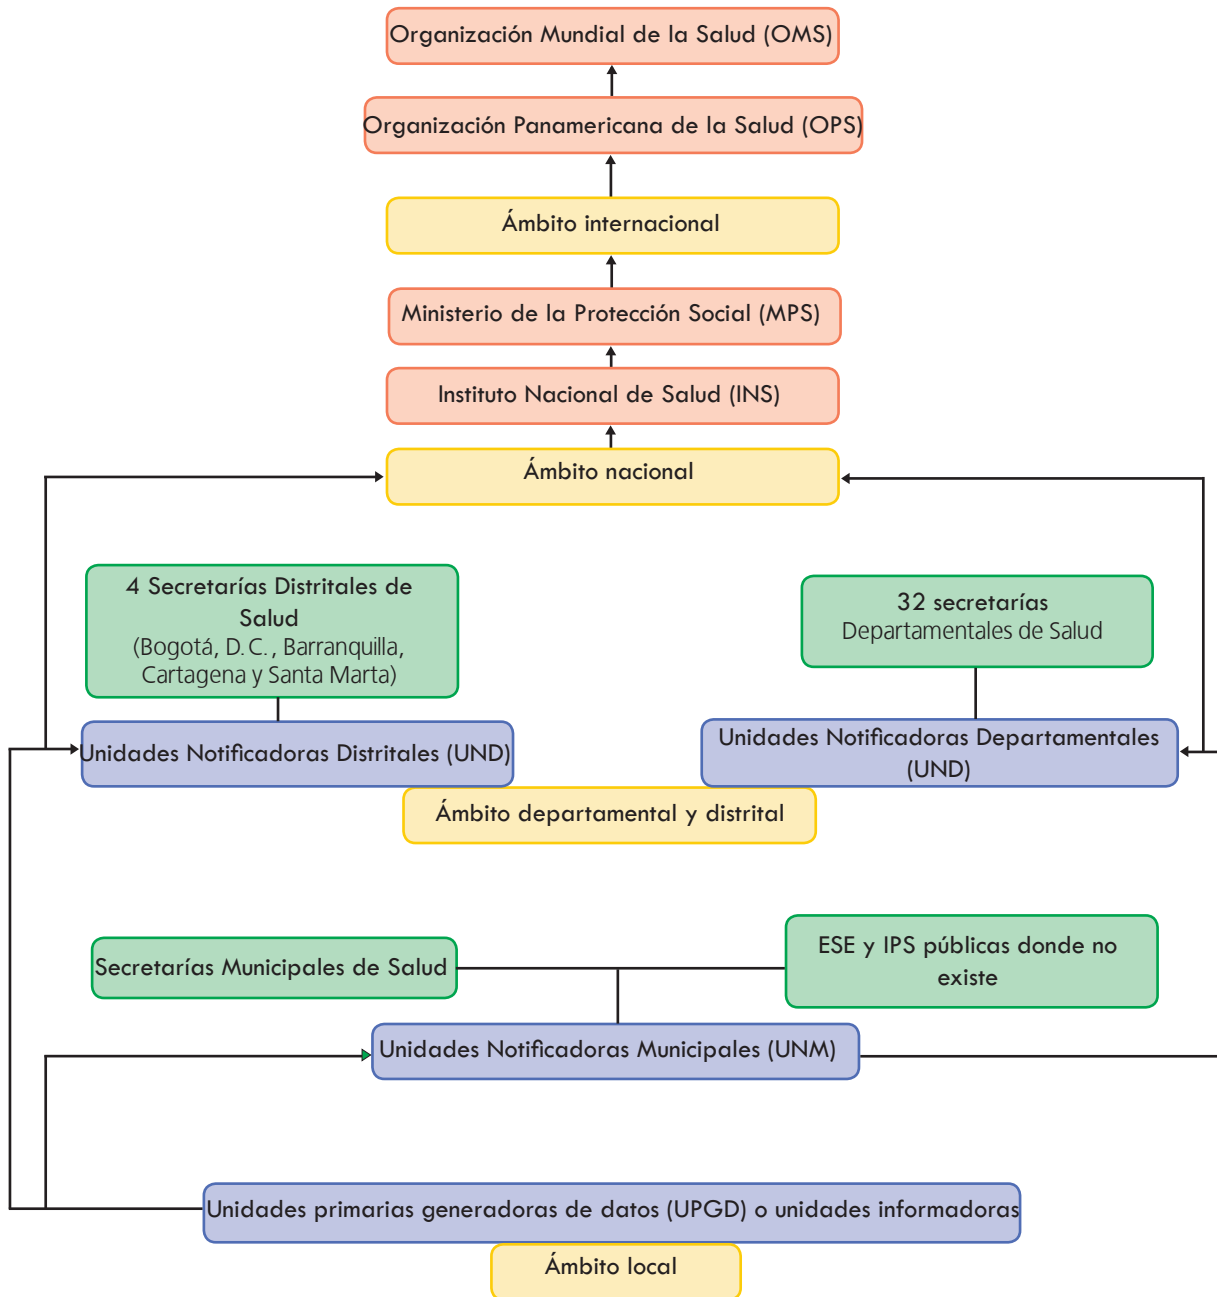 Organización Mundial de la Salud (OMS)
Organización Panamericana de la Salud (OPS)
Ámbito internacional
Ministerio de la Protección Social (MPS)
Instituto Nacional de Salud (INS)
Ámbito nacional
4 Secretarías Distritales de
Salud
(Bogotá, D.C., Barranquilla,
Cartagena y Santa Marta)
32 secretarías
Departamentales de Salud
Unidades Notificadoras Distritales (UND)
Unidades Notificadoras Departamentales
(UND)
Ámbito departamental y distrital
Secretarías Municipales de Salud
ESE y IPS públicas donde no
existe
Unidades Notificadoras Municipales (UNM)
Unidades primarias generadoras de datos (UPGD) o unidades informadoras
Ámbito local